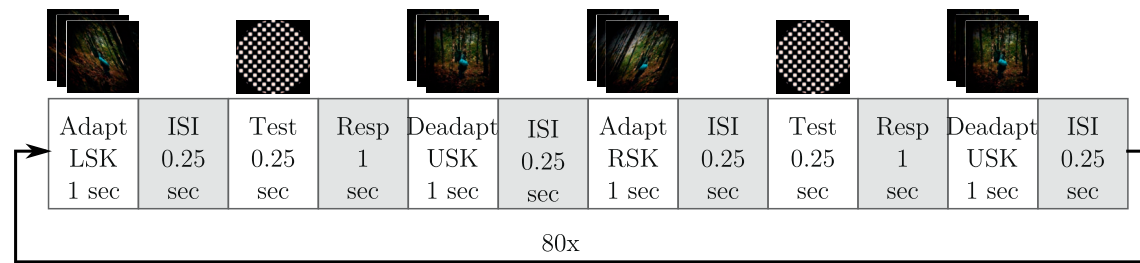 Adapt
LSK
1 sec
ISI
0.25
sec
Test
0.25
sec
Resp
1
sec
Deadapt
USK
1 sec
ISI
0.25
sec
Adapt
RSK
1 sec
ISI
0.25
sec
Test
0.25
sec
Resp
1
sec
Deadapt
USK
1 sec
ISI
0.25
sec
80x